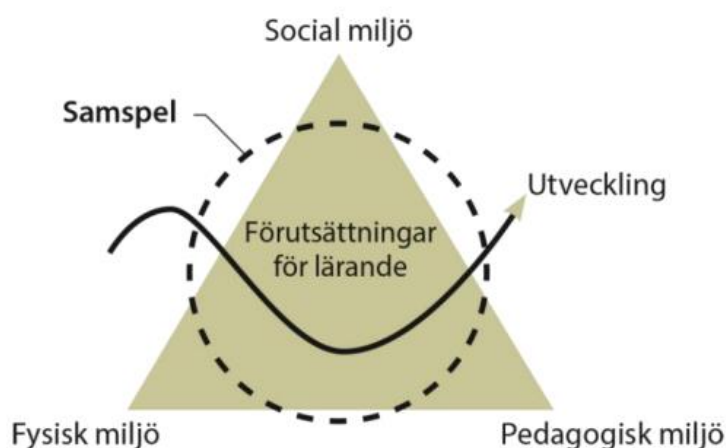 Social miljö
Samspel
Utveckling
Förutsättningar
för lärande
Fysisk miljö
Pedagogisk miljö